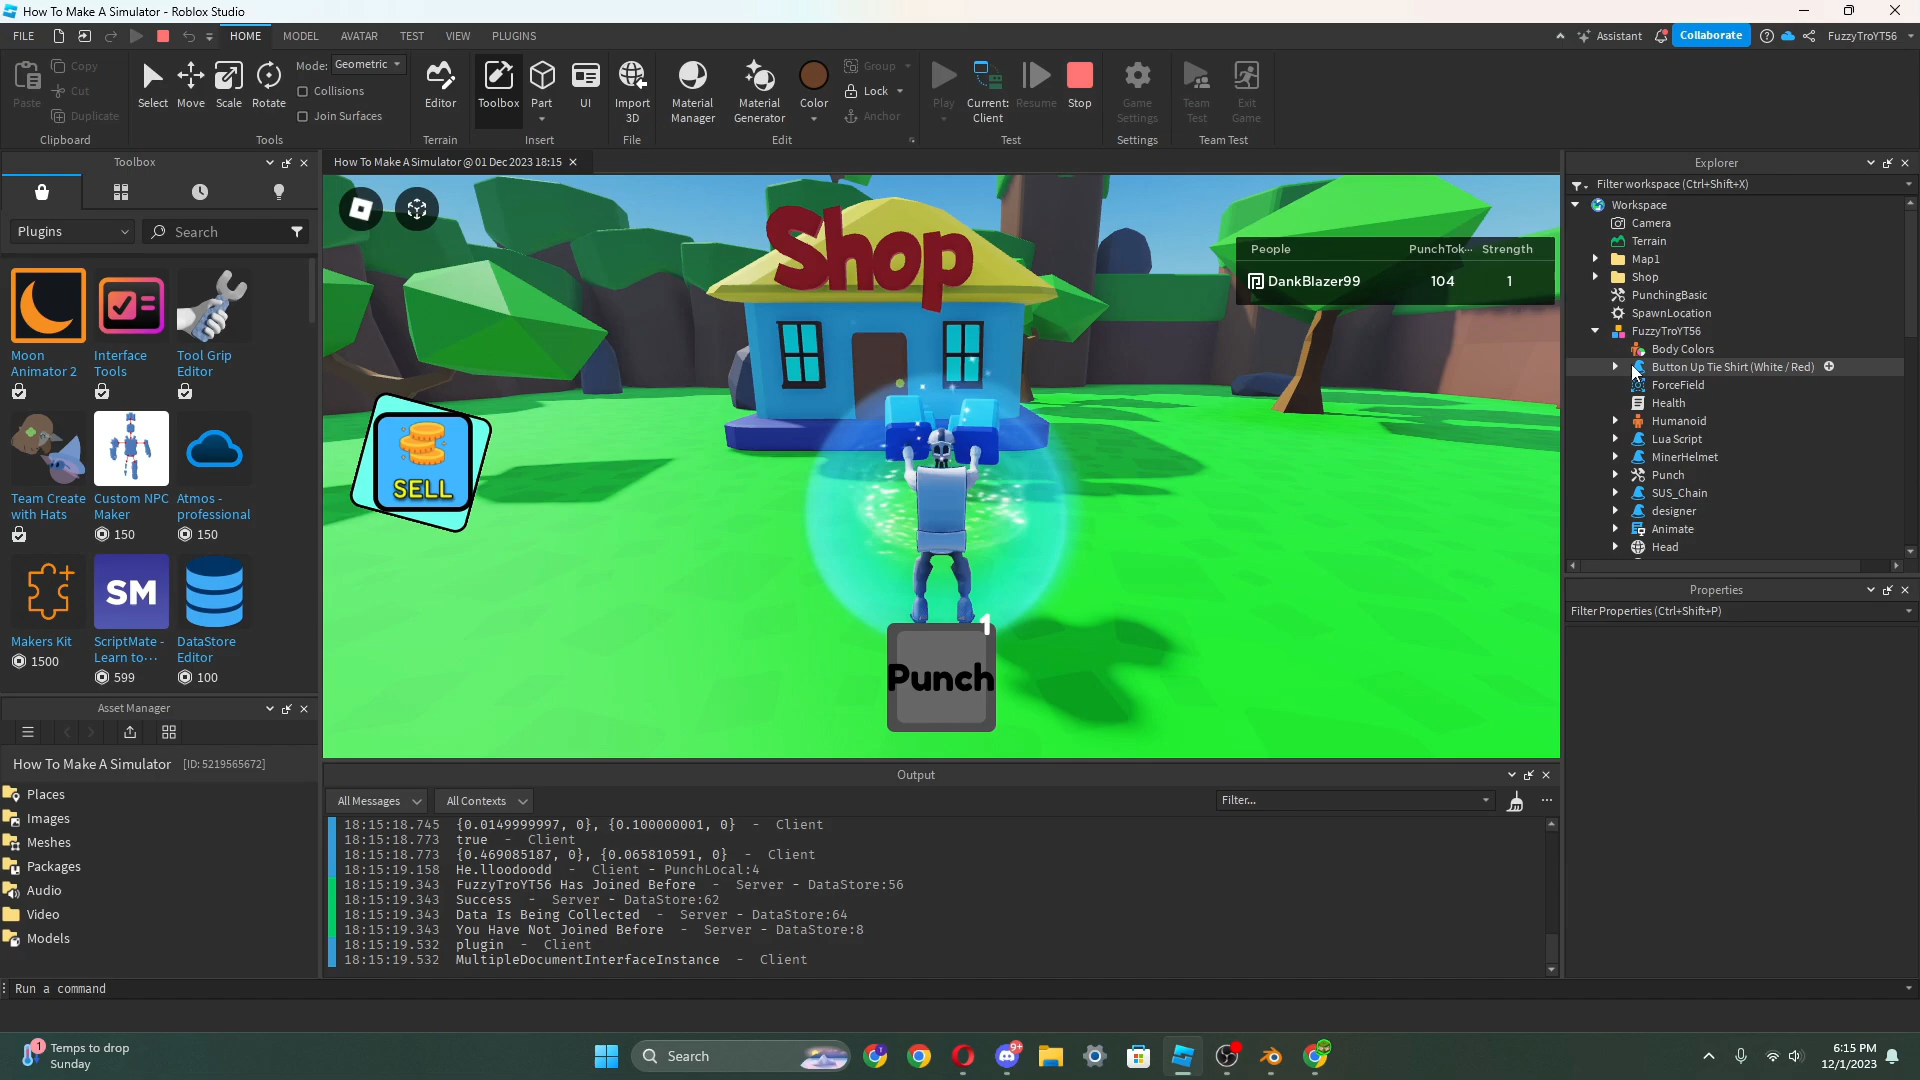 How To Make A Simulator - Roblox Studio
FILE
HOME
MODEL
AVATAR
TEST
VIEW
PLUGINS
Assistant
Collaborate
FuzzyTroYT56
Paste
Copy
Cut
Duplicate
Clipboard
Select
Move
Scale
Rotate
Mode: Geometric
Collisions
Join Surfaces
Tools
Editor
Terrain
Toolbox
Part
UI
Insert
Import 3D
File
Material Manager
Material Generator
Color
Group
Lock
Anchor
Edit
Play
Current: Client
Resume
Stop
Test
Game Settings
Settings
Team Test
Exit Game
Team Test
Toolbox
Plugins
Search
Moon Animator 2
Interface Tools
Tool Grip Editor
Team Create with Hats
Custom NPC Maker
150
Atmos - professional
150
Makers Kit
1500
ScriptMate - Learn to...
599
DataStore Editor
100
SM
Asset Manager
How To Make A Simulator [ID: 5219565672]
Places
Images
Meshes
Packages
Audio
Video
Models
How To Make A Simulator @ 01 Dec 2023 18:15
Shop
People PunchTok... Strength
DankBlazer99 104 1
SELL
1
Punch
Output
All Messages
All Contexts
Filter...
18:15:18.745 {0.0149999997, 0}, {0.100000001, 0} - Client
18:15:18.773 true - Client
18:15:18.773 {0.469085187, 0}, {0.065810591, 0} - Client
18:15:19.158 He.lloodoodd - Client - PunchLocal:4
18:15:19.343 FuzzyTroYT56 Has Joined Before - Server - DataStore:56
18:15:19.343 Success - Server - DataStore:62
18:15:19.343 Data Is Being Collected - Server - DataStore:64
18:15:19.343 You Have Not Joined Before - Server - DataStore:8
18:15:19.532 plugin - Client
18:15:19.532 MultipleDocumentInterfaceInstance - Client
Run a command
Explorer
Filter workspace (Ctrl+Shift+X)
Workspace
Camera
Terrain
Map1
Shop
PunchingBasic
SpawnLocation
FuzzyTroYT56
Body Colors
Button Up Tie Shirt (White / Red)
ForceField
Health
Humanoid
Lua Script
MinerHelmet
Punch
SUS_Chain
designer
Animate
Head
Properties
Filter Properties (Ctrl+Shift+P)
1
Temps to drop
Sunday
Search
9+
6:15 PM
12/1/2023